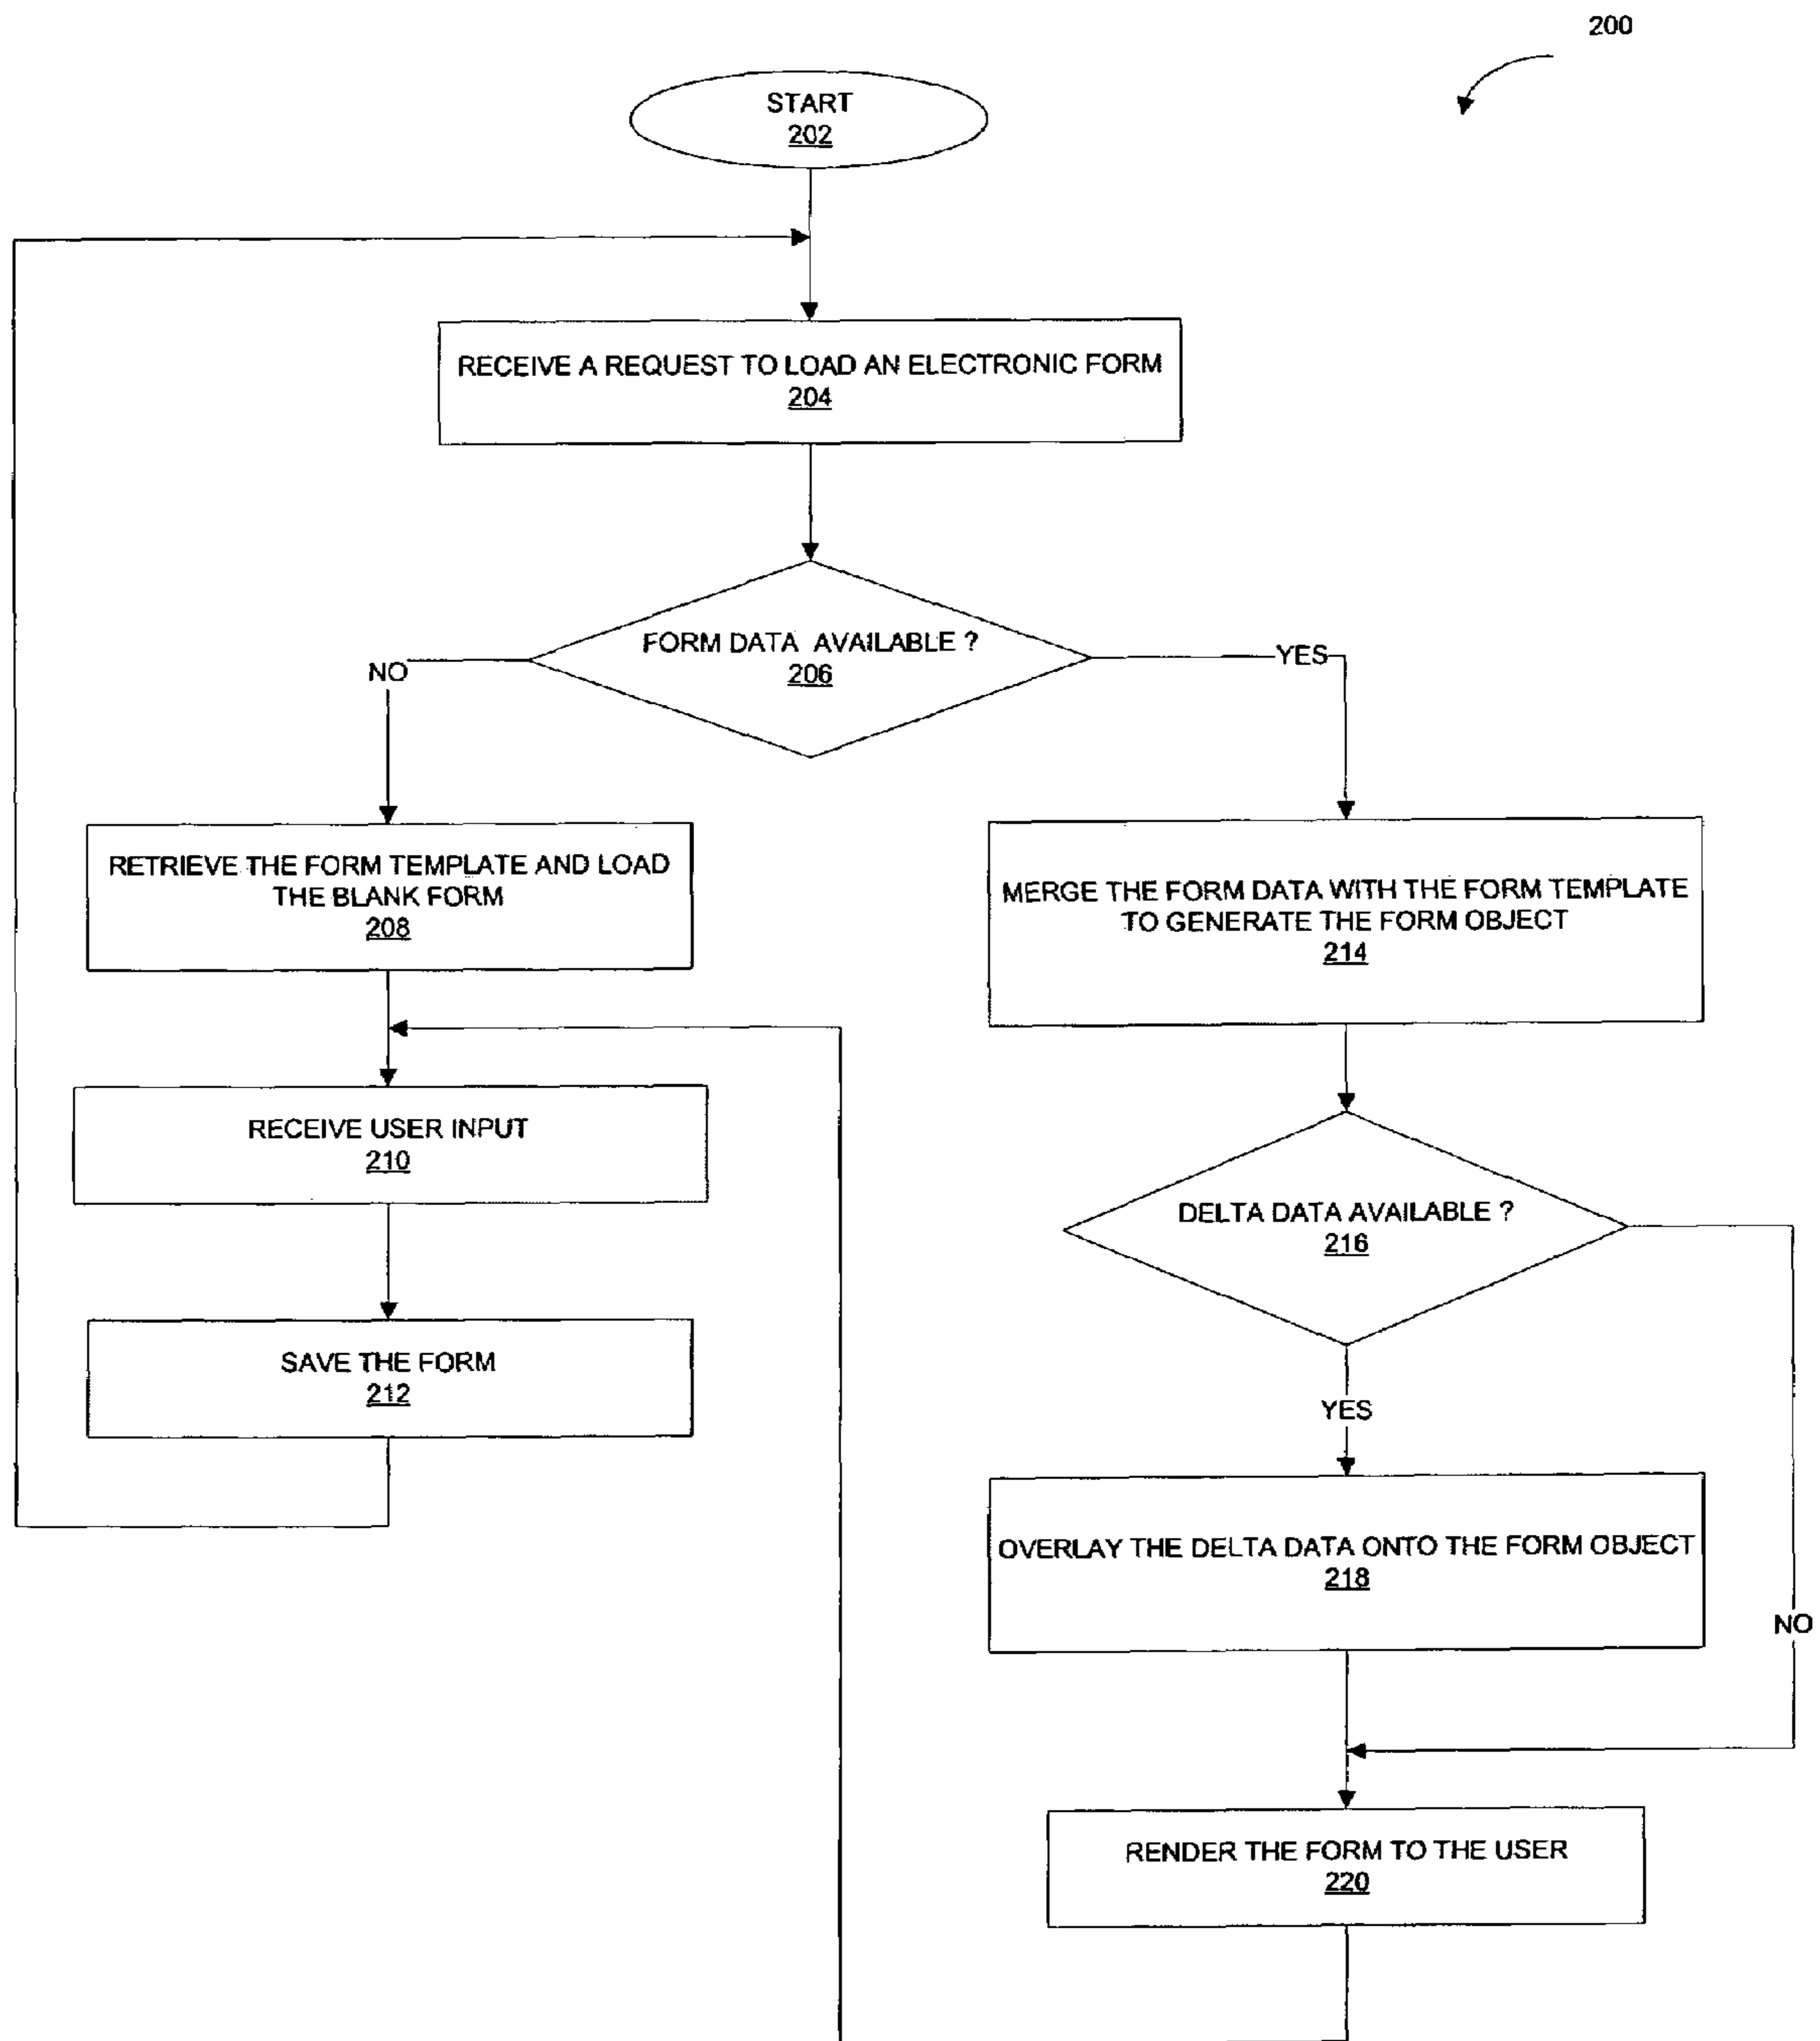 200
START
202
RECEIVE A REQUEST TO LOAD AN ELECTRONIC FORM
204
FORM DATA AVAILABLE ?
206
NO
YES
RETRIEVE THE FORM TEMPLATE AND LOAD
THE BLANK FORM
208
MERGE THE FORM DATA WITH THE FORM TEMPLATE
TO GENERATE THE FORM OBJECT
214
RECEIVE USER INPUT
210
DELTA DATA AVAILABLE ?
216
SAVE THE FORM
212
YES
OVERLAY THE DELTA DATA ONTO THE FORM OBJECT
218
NO
RENDER THE FORM TO THE USER
220